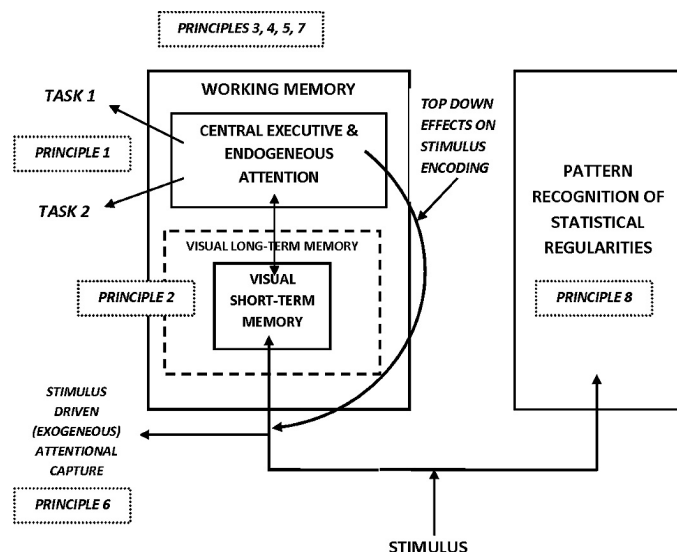 PRINCIPLES 3, 4, 5, 7
WORKING MEMORY
TASK 1
CENTRAL EXECUTIVE &
ENDOGENEOUS
ATTENTION
PRINCIPLE 1
TASK 2
TOP DOWN
EFFECTS ON
STIMULUS
ENCODING
PATTERN
RECOGNITION OF
STATISTICAL
REGULARITIES
VISUAL LONG-TERM MEMORY
VISUAL
SHORT-TERM
MEMORY
PRINCIPLE 2
PRINCIPLE 8
STIMULUS
DRIVEN
(EXOGENEOUS)
ATTENTIONAL
CAPTURE
PRINCIPLE 6
STIMULUS